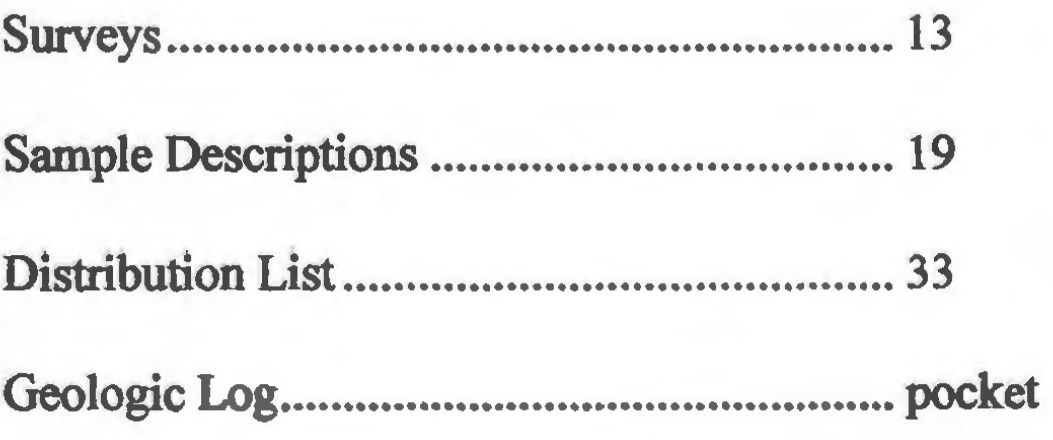 Surveys.................................................... 13
Sample Descriptions ................................. 19
Distribution List....................................... 33
Geologic Log............................................ pocket